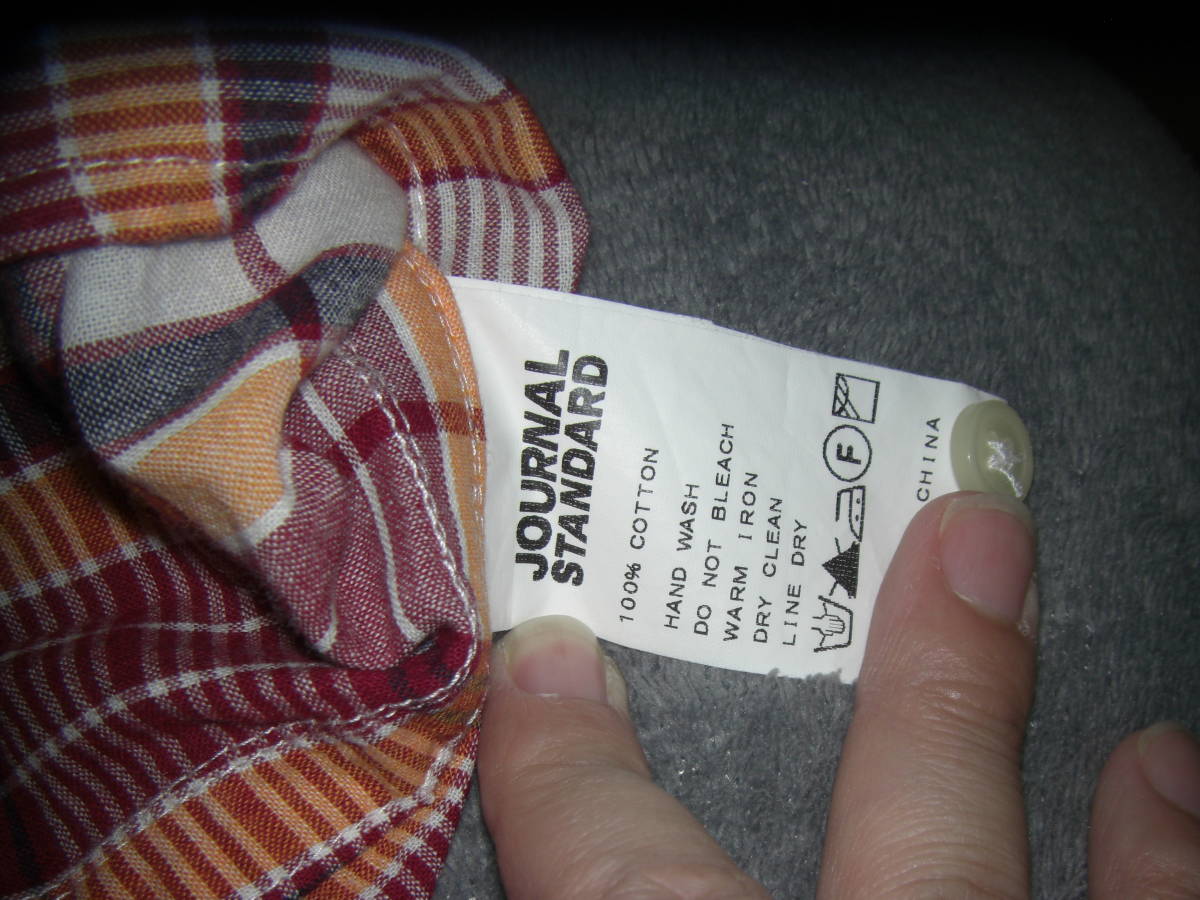 JOURNAL
STANDARD
100% COTTON
HAND WASH
DO NOT BLEACH
WARM IRON
DRY CLEAN
LINE DRY
F
CHINA